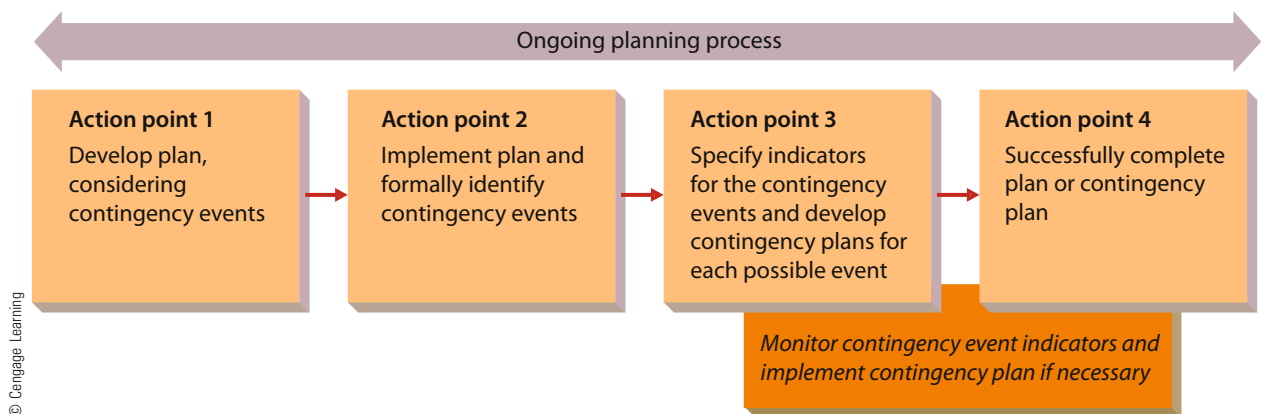 Ongoing planning process
Action point 1
Develop plan,
considering
contingency events
Action point 2
Implement plan and
formally identify
contingency events
Action point 3
Specify indicators
for the contingency
events and develop
contingency plans for
each possible event
Action point 4
Successfully complete
plan or contingency
plan
Monitor contingency event indicators and
implement contingency plan if necessary
© Cengage Learning